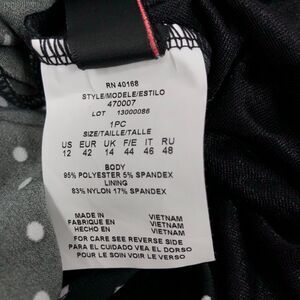 RN 40168
STYLE/MODELE/ESTILO
470007
LOT 13000086
1PC
SIZE/TAILLE/TALLE
US EUR UK F/E IT RU
12 42 14 44 46 48
BODY
95% POLYESTER 5% SPANDEX
LINING
83% NYLON 17% SPANDEX
MADE IN VIETNAM
FABRIQUE EN VIETNAM
HECHO EN VIETNAM
FOR CARE SEE REVERSE SIDE
PARA EL CUIDADO VEA EL DORSO
POUR LE SOIN VOIR LE VERSO